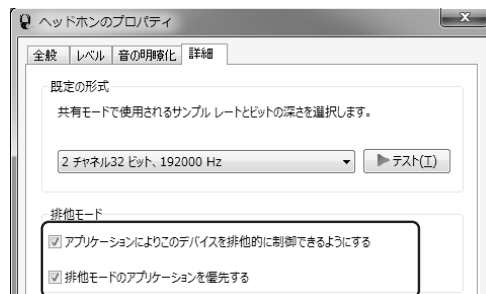 ヘッドホンのプロパティ
全般 レベル 音の明瞭化 詳細
既定の形式
共有モードで使用されるサンプル レートとビットの深さを選択します。
2 チャネル32 ビット、192000 Hz ▶テスト(T)
排他モード
アプリケーションによりこのデバイスを排他的に制御できるようにする
排他モードのアプリケーションを優先する